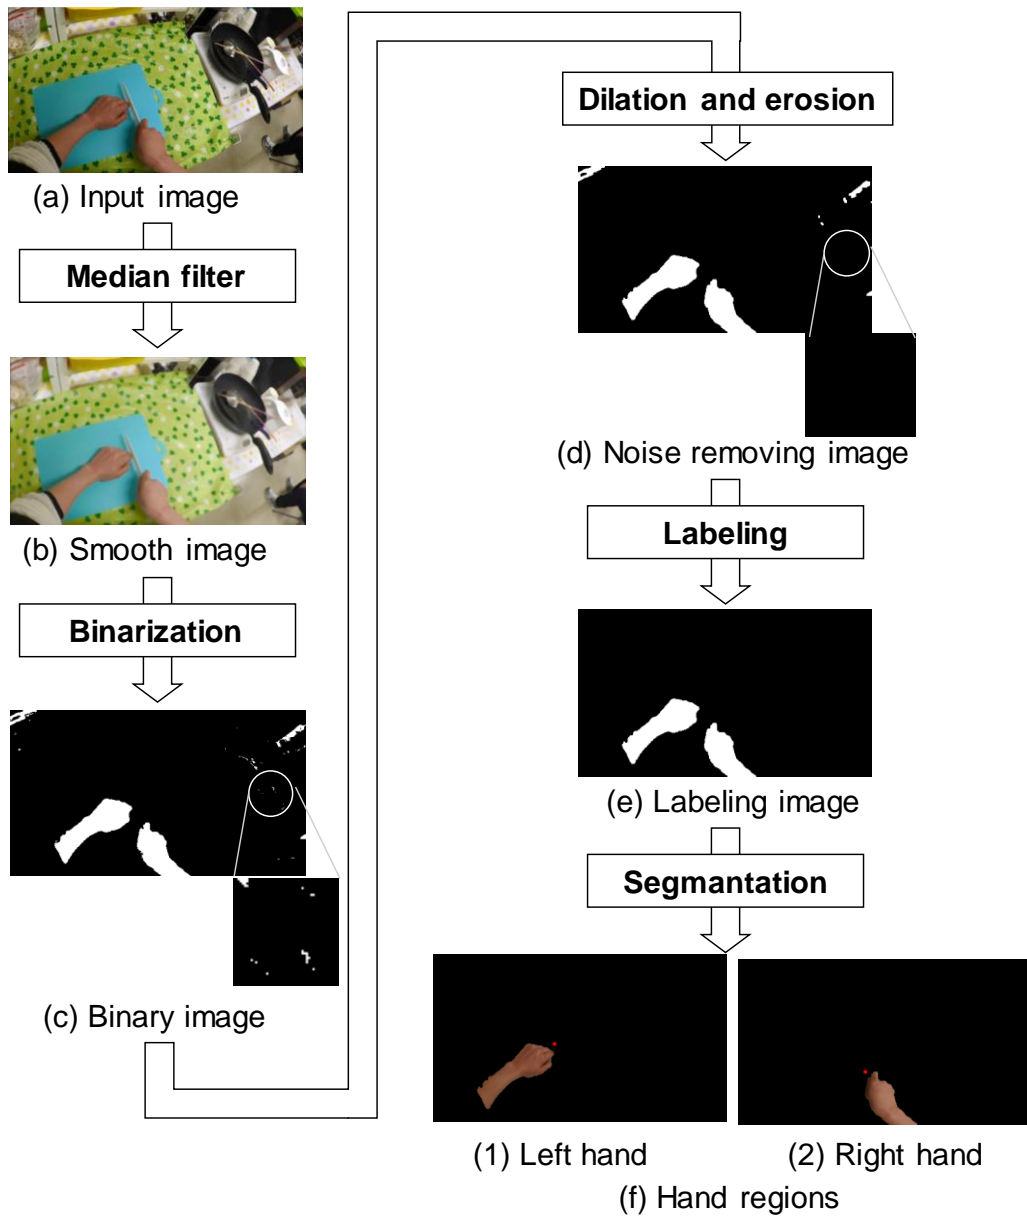 (a) Input image
Median filter
(b) Smooth image
Binarization
(c) Binary image
Dilation and erosion
(d) Noise removing image
Labeling
(e) Labeling image
Segmantation
(1) Left hand
(2) Right hand
(f) Hand regions